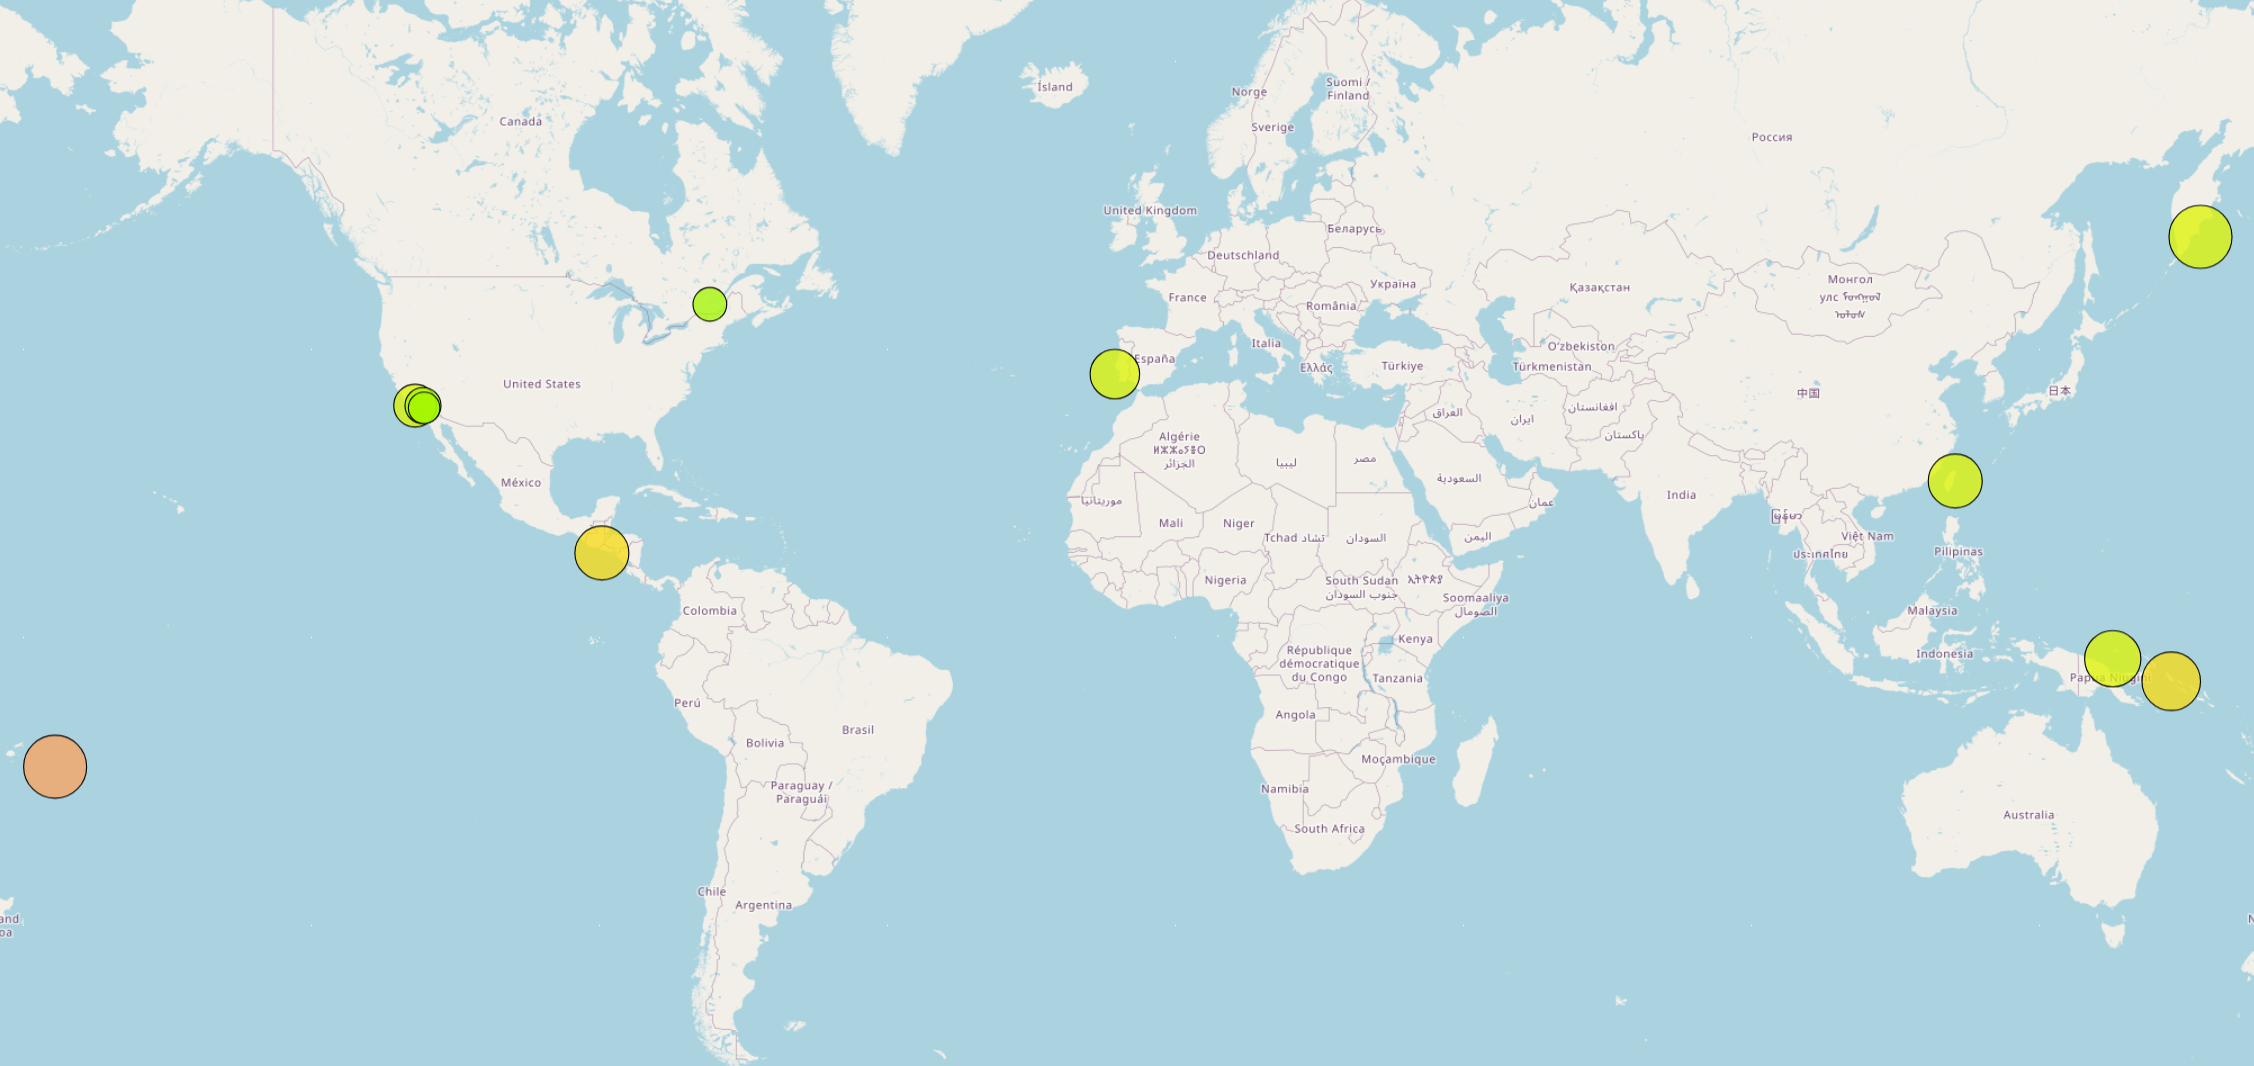 Ísland
Suomi /
Finland
Norge
Canada
Sverige
Россия
United Kingdom
Беларусь
Deutschland
Монгол
улс
Україна
Қазақстан
France
România
Italia
Oʻzbekiston
España
Ελλάς
Türkiye
Türkmenistan
United States
日本
中国
افغانستان
العراق
ايران
پاکستان
Algérie
ⵍⵣⵣⴰⵢⴻⵔ
الجزائر
ليبيا
مصر
السعودية
México
India
موريتانيا
عمان
Mali
Niger
Tchad تشاد
السودان
اليمن
Việt Nam
ประเทศไทย
Pilipinas
Nigeria
South Sudan
جنوب السودان
Soomaaliya
الصومال
Colombia
Malaysia
Kenya
République
démocratique
du Congo
Indonesia
Tanzania
Papua Niugini
Perú
Angola
Brasil
Bolivia
Moçambique
Namibia
Paraguay /
Paraguái
Australia
South Africa
Chile
Argentina
and
oa
N